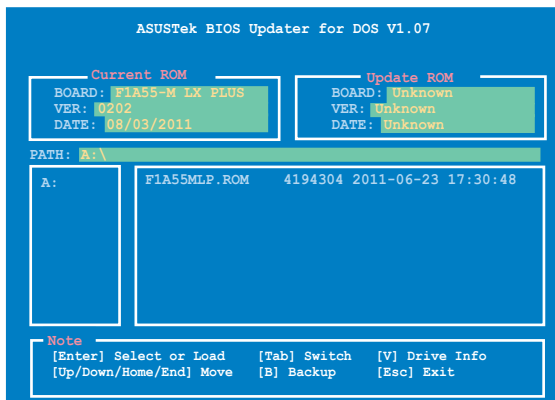 ASUSTek BIOS Updater for DOS V1.07
Current ROM
BOARD: F1A55-M LX PLUS
VER: 0202
DATE: 08/03/2011
Update ROM
BOARD: Unknown
VER: Unknown
DATE: Unknown
PATH: A:\
A:
F1A55MLP.ROM 4194304 2011-06-23 17:30:48
Note
[Enter] Select or Load [Tab] Switch [V] Drive Info
[Up/Down/Home/End] Move [B] Backup [Esc] Exit